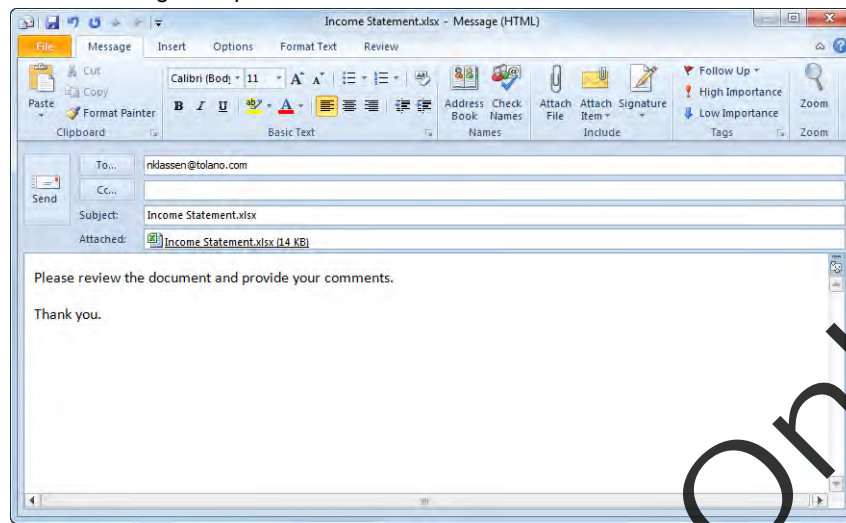 Income Statement.xlsx - Message (HTML)
File Message Insert Options Format Text Review
Cut
Copy
Paste
Format Painter
Clipboard
Calibri (Body 11
B I U
Basic Text
Address Book
Check Names
Names
Attach File
Attach Item
Signature
Include
Follow Up
High Importance
Low Importance
Tags
Zoom
Zoom
Send
To... nklassen@tolano.com
Cc...
Subject: Income Statement.xlsx
Attached: Income Statement.xlsx (14 KB)
Please review the document and provide your comments.
Thank you.
On